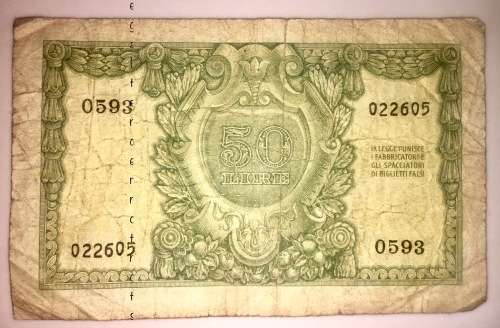 0593
022605
50
LIRE
LA LEGGE PUNISCE
I FABBRICATORI E
GLI SPACCIATORI
DI BIGLIETTI FALSI
022605
0593